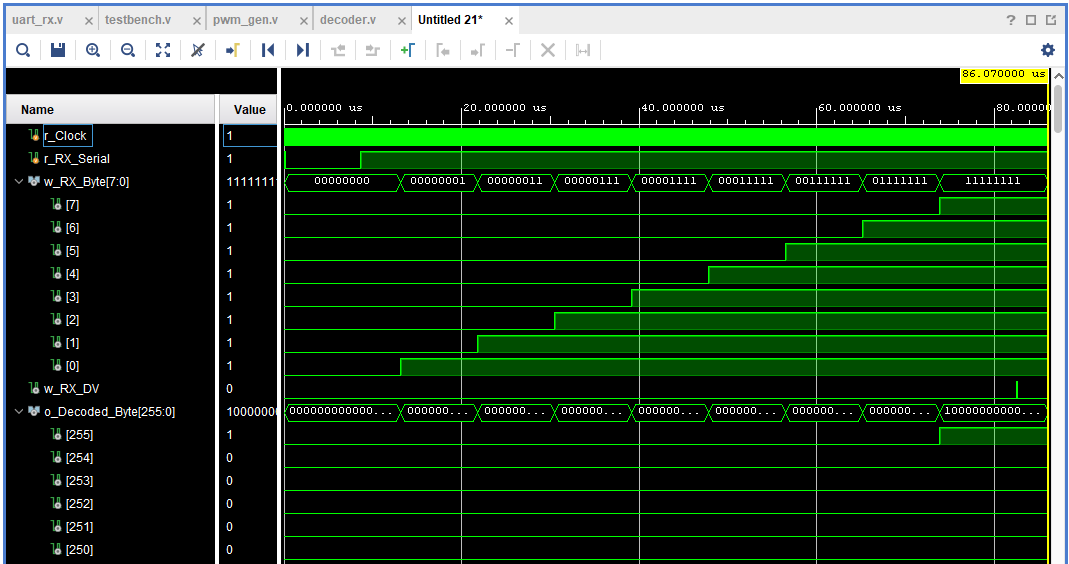 uart_rx.v × testbench.v × pwm_gen.v × decoder.v × Untitled 21* ×
86.070000 us
Name Value 0.000000 us 20.000000 us 40.000000 us 60.000000 us 80.00000
r_Clock 1
r_RX_Serial 1
w_RX_Byte[7:0] 11111111 00000000 00000001 00000011 00000111 00001111 00011111 00111111 01111111 11111111
[7] 1
[6] 1
[5] 1
[4] 1
[3] 1
[2] 1
[1] 1
[0] 1
w_RX_DV 0
o_Decoded_Byte[255:0] 10000000 000000000000... 000000... 000000... 000000... 000000... 000000... 000000... 000000... 10000000000...
[255] 1
[254] 0
[253] 0
[252] 0
[251] 0
[250] 0